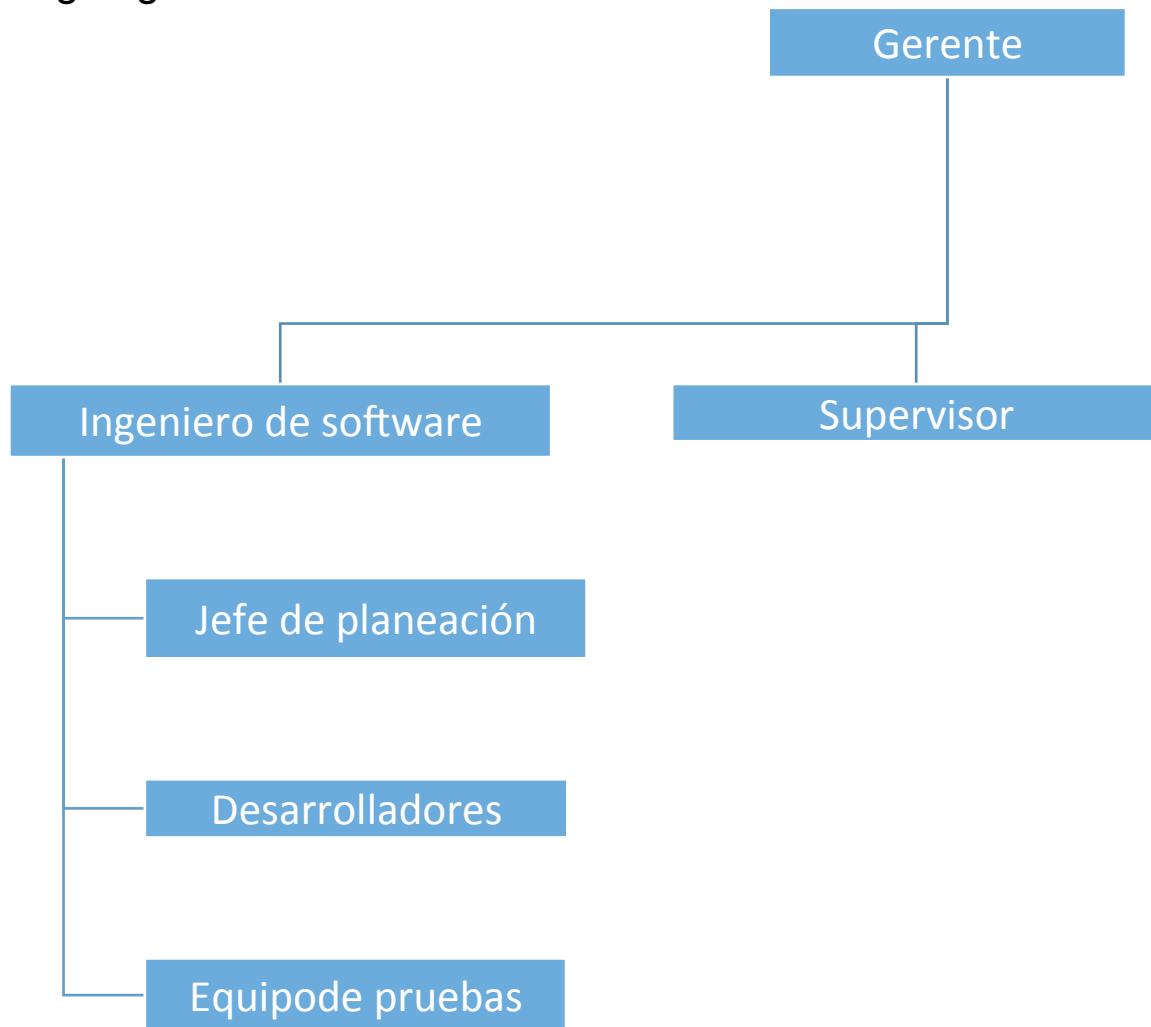 Gerente
Ingeniero de software
Supervisor
Jefe de planeación
Desarrolladores
Equipode pruebas